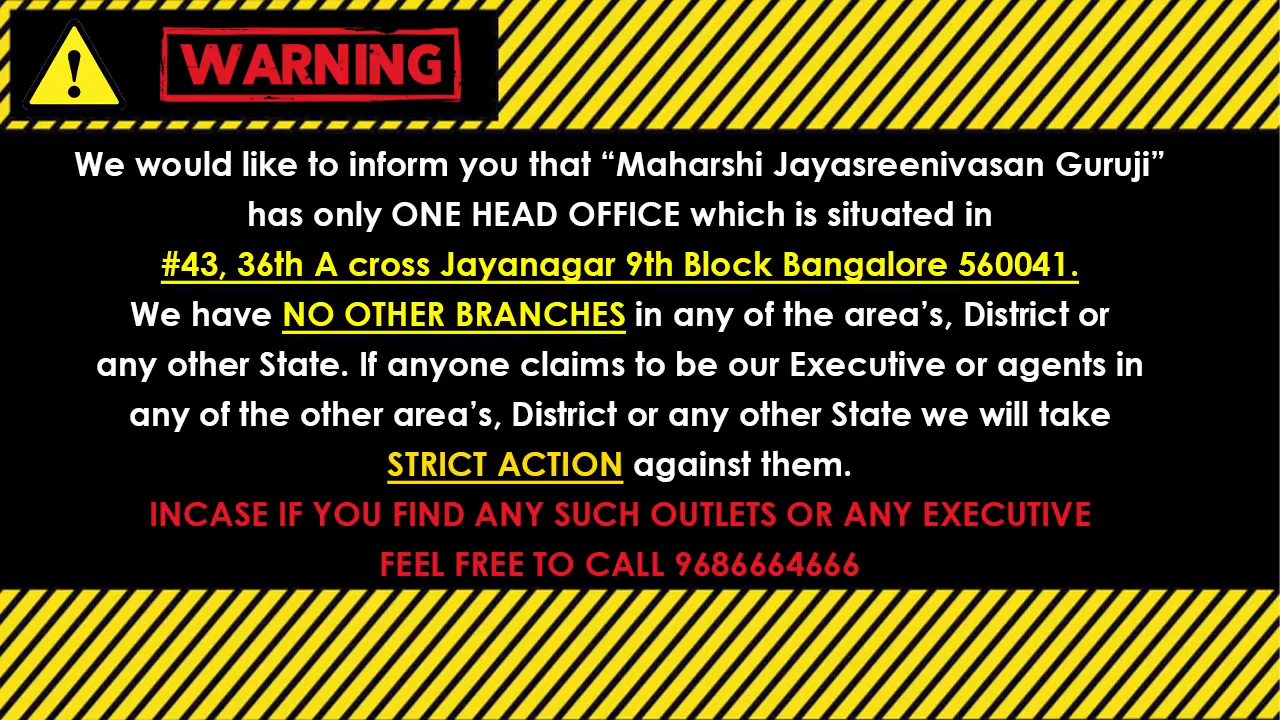 WARNING
We would like to inform you that “Maharshi Jayasreenivasan Guruji”
has only ONE HEAD OFFICE which is situated in
#43, 36th A cross Jayanagar 9th Block Bangalore 560041.
We have NO OTHER BRANCHES in any of the area’s, District or
any other State. If anyone claims to be our Executive or agents in
any of the other area’s, District or any other State we will take
STRICT ACTION against them.
INCASE IF YOU FIND ANY SUCH OUTLETS OR ANY EXECUTIVE
FEEL FREE TO CALL 9686664666